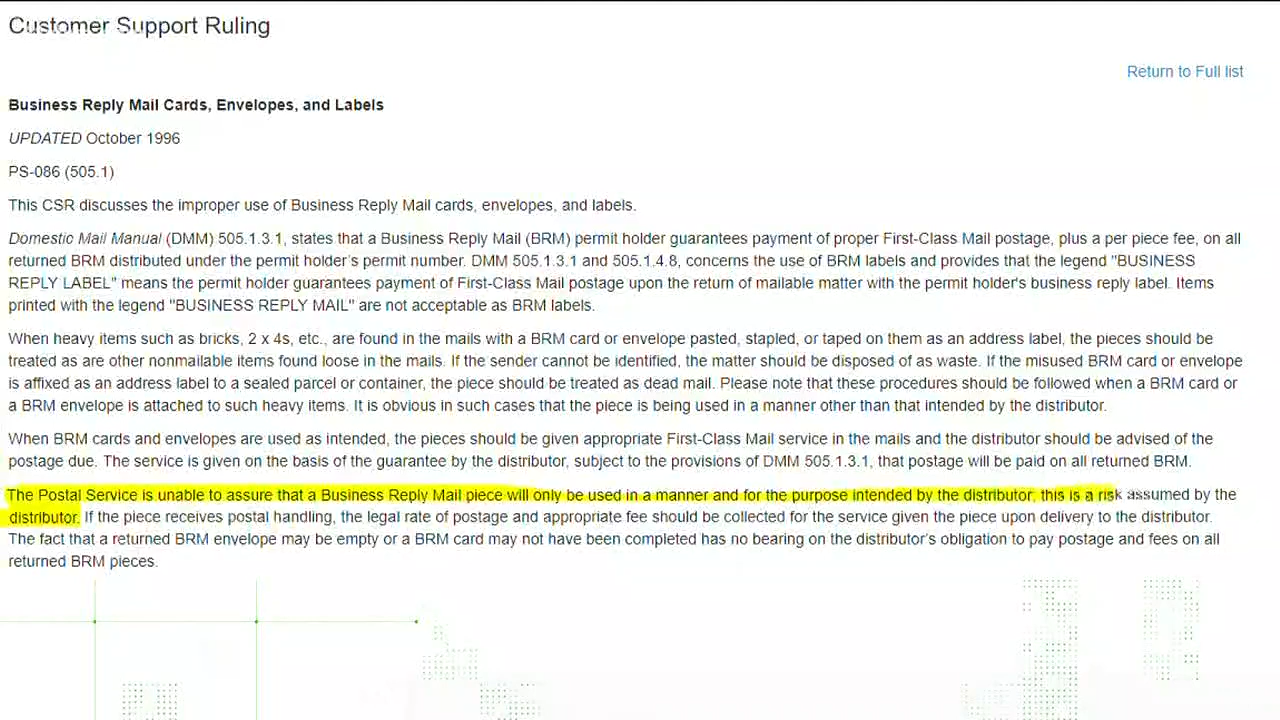 Customer Support Ruling
Return to Full list
Business Reply Mail Cards, Envelopes, and Labels
UPDATED October 1996
PS-086 (505.1)
This CSR discusses the improper use of Business Reply Mail cards, envelopes, and labels.
Domestic Mail Manual (DMM) 505.1.3.1, states that a Business Reply Mail (BRM) permit holder guarantees payment of proper First-Class Mail postage, plus a per piece fee, on all
returned BRM distributed under the permit holder's permit number. DMM 505.1.3.1 and 505.1.4.8, concerns the use of BRM labels and provides that the legend "BUSINESS
REPLY LABEL" means the permit holder guarantees payment of First-Class Mail postage upon the return of mailable matter with the permit holder's business reply label. Items
printed with the legend "BUSINESS REPLY MAIL" are not acceptable as BRM labels.
When heavy items such as bricks, 2 x 4s, etc., are found in the mails with a BRM card or envelope pasted, stapled, or taped on them as an address label, the pieces should be
treated as are other nonmailable items found loose in the mails. If the sender cannot be identified, the matter should be disposed of as waste. If the misused BRM card or envelope
is affixed as an address label to a sealed parcel or container, the piece should be treated as dead mail. Please note that these procedures should be followed when a BRM card or
a BRM envelope is attached to such heavy items. It is obvious in such cases that the piece is being used in a manner other than that intended by the distributor.
When BRM cards and envelopes are used as intended, the pieces should be given appropriate First-Class Mail service in the mails and the distributor should be advised of the
postage due. The service is given on the basis of the guarantee by the distributor, subject to the provisions of DMM 505.1.3.1, that postage will be paid on all returned BRM.
The Postal Service is unable to assure that a Business Reply Mail piece will only be used in a manner and for the purpose intended by the distributor; this is a risk assumed by the
distributor. If the piece receives postal handling, the legal rate of postage and appropriate fee should be collected for the service given the piece upon delivery to the distributor.
The fact that a returned BRM envelope may be empty or a BRM card may not have been completed has no bearing on the distributor's obligation to pay postage and fees on all
returned BRM pieces.